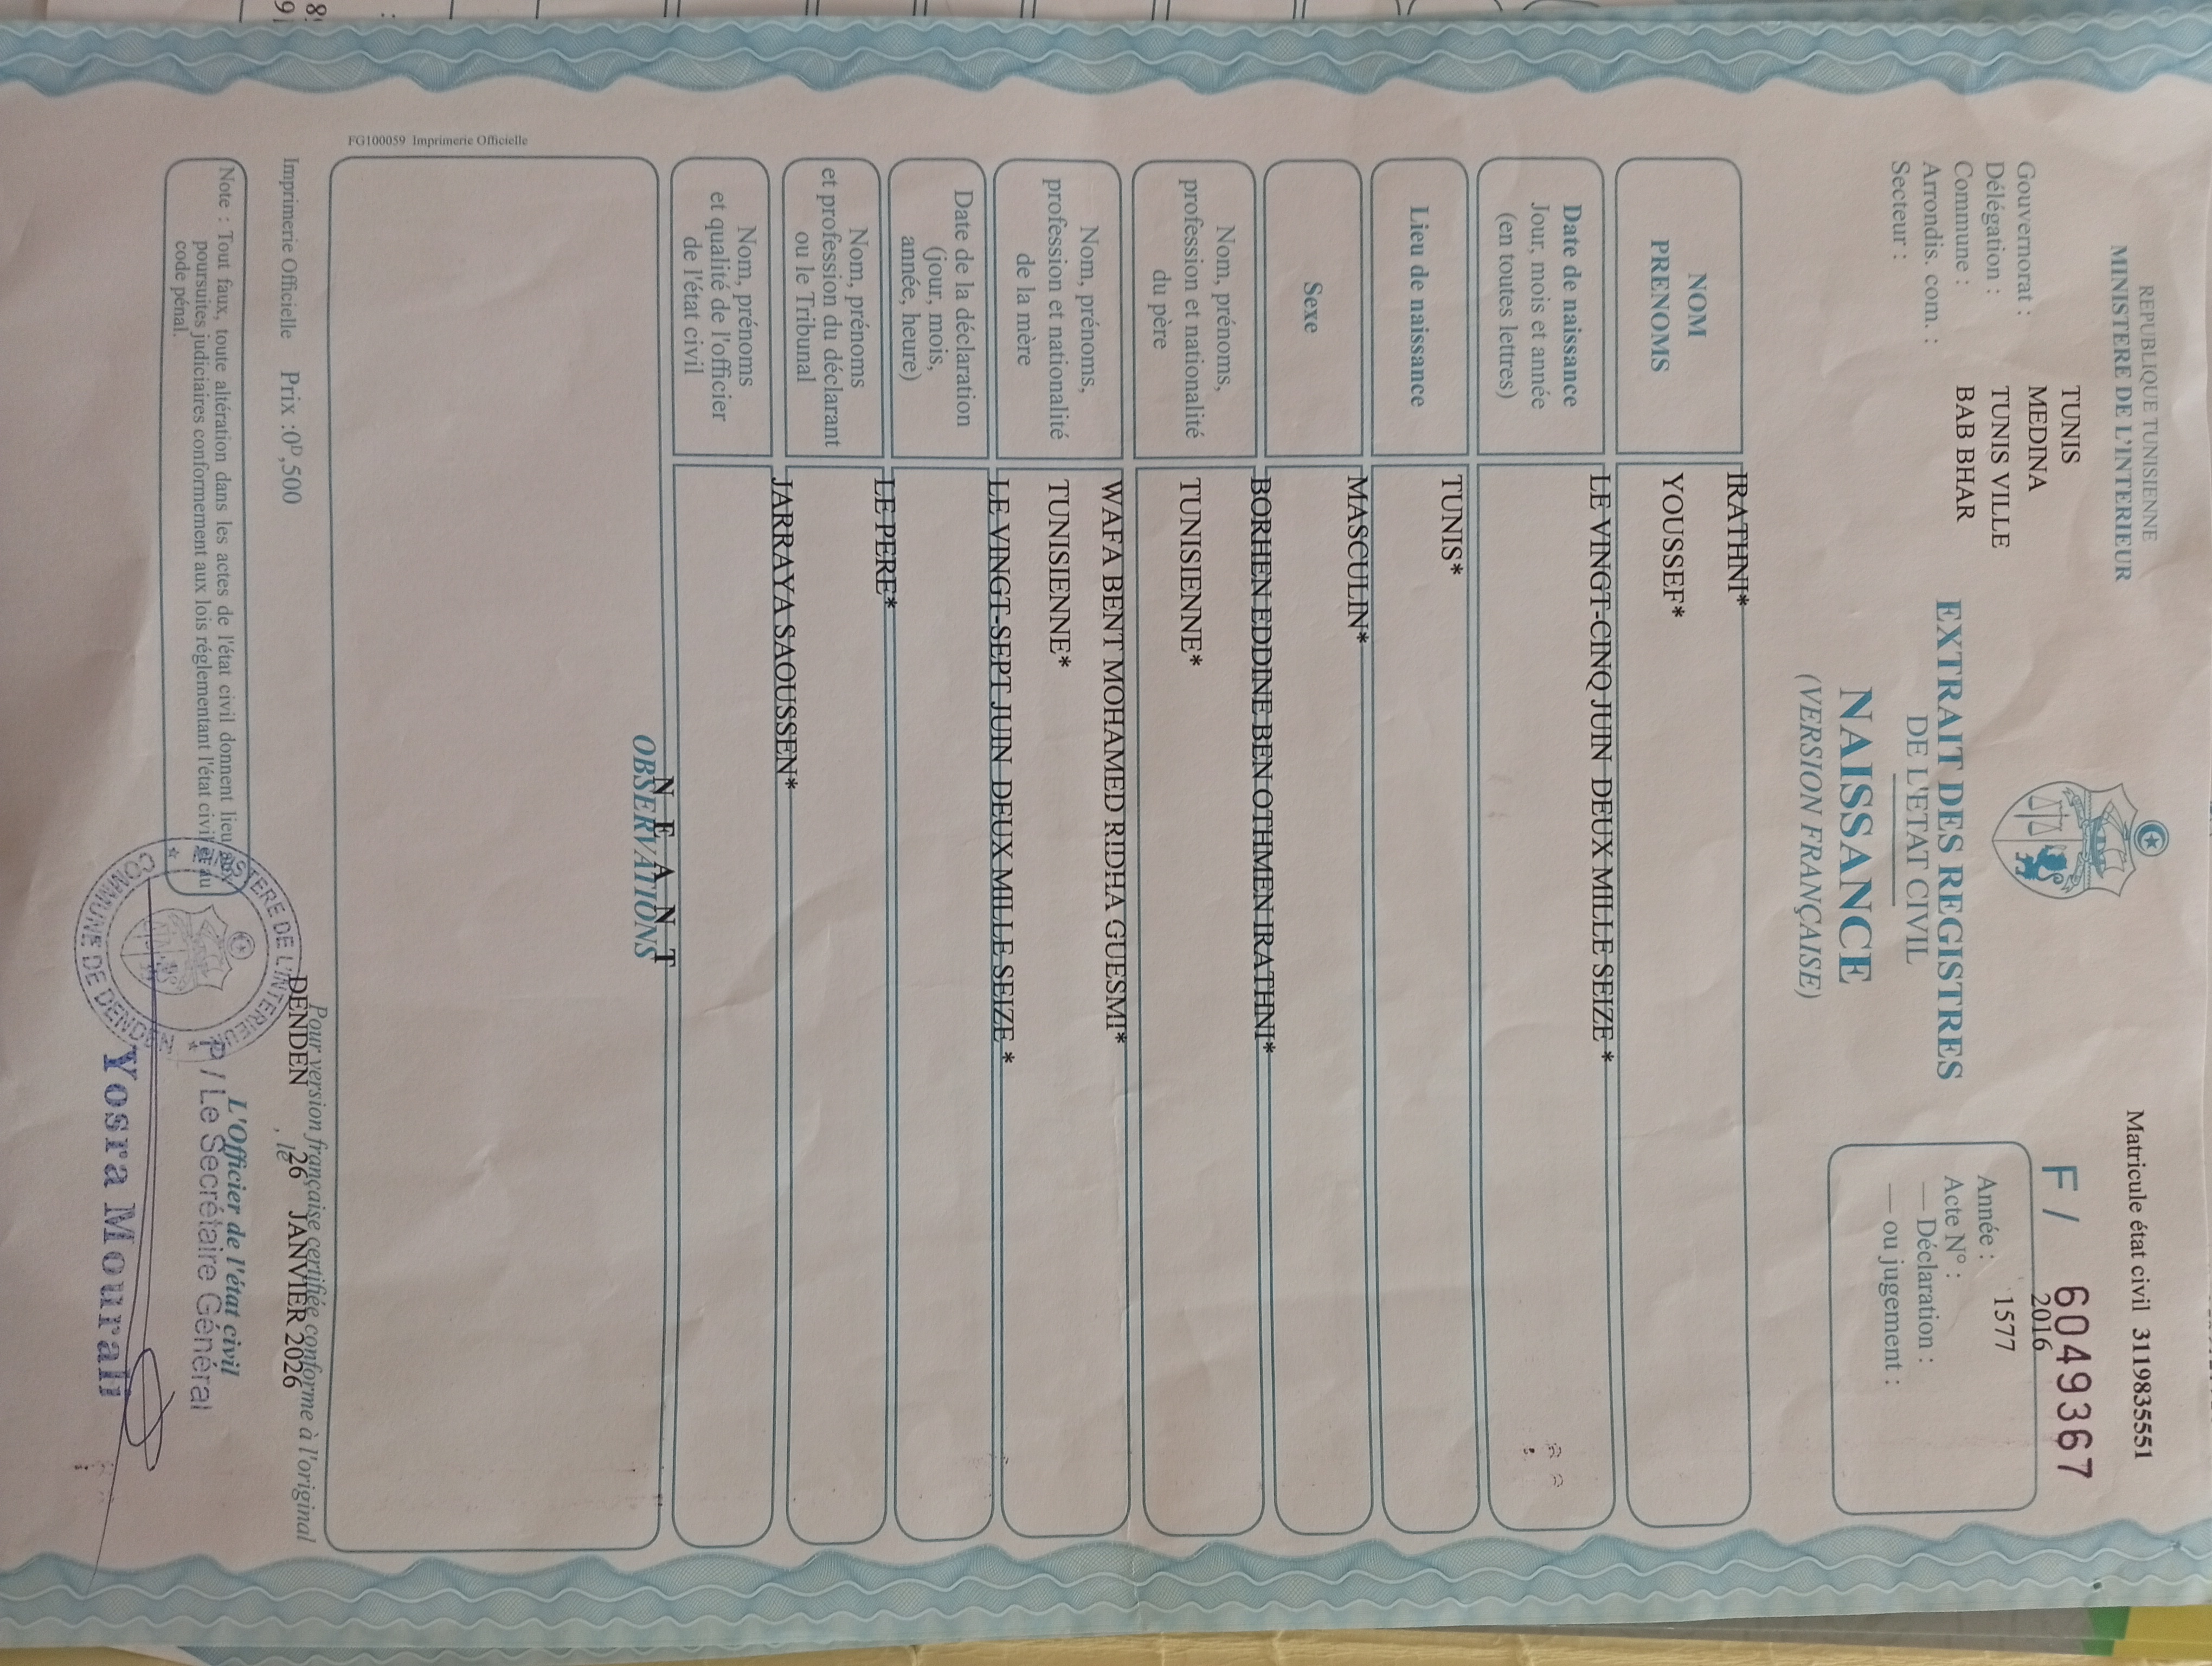 REPUBLIQUE TUNISIENNE
MINISTERE DE L'INTERIEUR
Matricule état civil 3119835551
Gouvernorat : TUNIS
Délégation : MEDINA
Commune : TUNIS VILLE
Arrondis. com. : BAB BHAR
Secteur :
EXTRAIT DES REGISTRES
DE L'ETAT CIVIL
NAISSANCE
(VERSION FRANÇAISE)
F / 6049367
Année : 2016
Acte N° : 1577
— Déclaration :
— ou jugement :
NOM
PRENOMS
IRATHNI*
YOUSSEF*
Date de naissance
Jour, mois et année
(en toutes lettres)
LE VINGT-CINQ JUIN DEUX MILLE SEIZE *
Lieu de naissance
TUNIS*
Sexe
MASCULIN*
Nom, prénoms,
profession et nationalité
du père
BORHEN EDDINE BEN OTHMEN IRATHNI*
TUNISIENNE*
Nom, prénoms,
profession et nationalité
de la mère
WAFA BENT MOHAMED RIDHA GUESMI*
TUNISIENNE*
Date de la déclaration
(jour, mois,
année, heure)
LE VINGT-SEPT JUIN DEUX MILLE SEIZE *
Nom, prénoms
et profession du déclarant
ou le Tribunal
LE PERE*
Nom, prénoms
et qualité de l'officier
de l'état civil
JARRAYA SAOUSSEN*
N E A N T
OBSERVATIONS
FG100059 Imprimerie Officielle
Pour version française certifiée conforme à l'original
Imprimerie Officielle Prix :0ᴰ,500
DENDEN , le 26 JANVIER 2026
Note : Tout faux, toute altération dans les actes de l'état civil donnent lieu aux
poursuites judiciaires conformement aux lois réglementant l'état civil et au
code pénal.
L'Officier de l'état civil
P / Le Secrétaire Général
Yosra Mourali
MINISTERE DE L'INTERIEUR
COMMUNE DE DENDEN